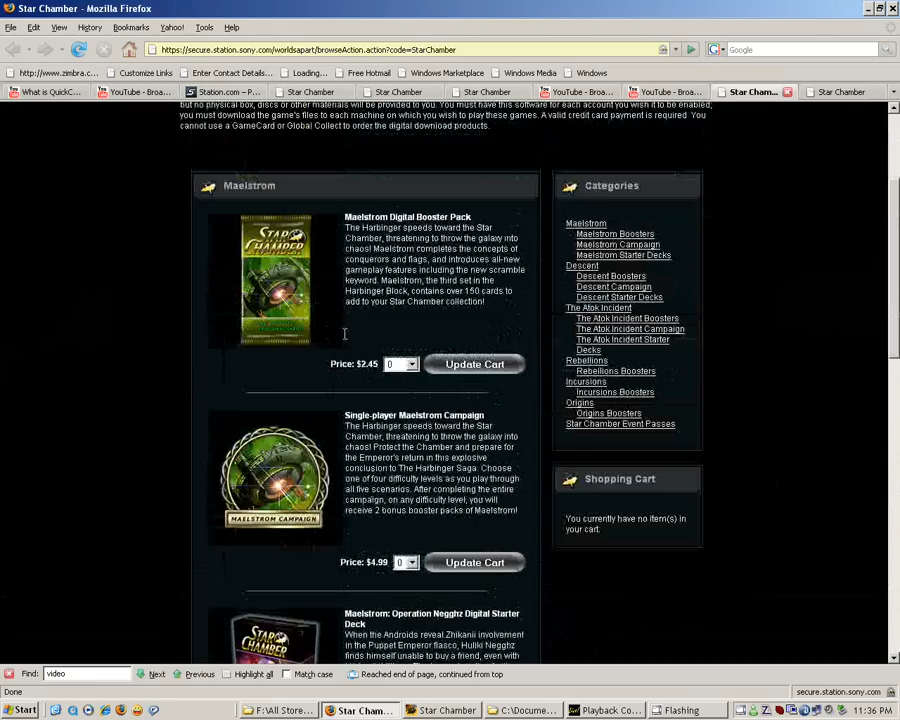 Star Chamber - Mozilla Firefox
File Edit View History Bookmarks Yahoo! Tools Help
https://secure.station.sony.com/worldsapart/browseAction.action?code=StarChamber
Google
http://www.zimbra.c... Customize Links Enter Contact Details... Loading... Free Hotmail Windows Marketplace Windows Media Windows
What is QuickC... YouTube - Broa... Station.com -- P... Star Chamber Star Chamber Star Chamber YouTube - Broa... YouTube - Broa... Star Cham... Star Chamber
but no physical box, discs or other materials will be provided to you. You must have this software for each account you wish it to be enabled,
you must download the game's files to each machine on which you wish to play these games. A valid credit card payment is required. You
cannot use a GameCard or Global Collect to order the digital download products.
Maelstrom
STAR CHAMBER
Maelstrom Digital Booster Pack
The Harbinger speeds toward the Star
Chamber, threatening to throw the galaxy into
chaos! Maelstrom completes the concepts of
conquerors and flags, and introduces all-new
gameplay features including the new scramble
keyword. Maelstrom, the third set in the
Harbinger Block, contains over 150 cards to
add to your Star Chamber collection!
Price: $2.45 0 Update Cart
MAELSTROM CAMPAIGN
Single-player Maelstrom Campaign
The Harbinger speeds toward the Star
Chamber, threatening to throw the galaxy into
chaos! Protect the Chamber and prepare for
the Emperor's return in this explosive
conclusion to The Harbinger Saga. Choose
one of four difficulty levels as you play through
all five scenarios. After completing the entire
campaign, on any difficulty level, you will
receive 2 bonus booster packs of Maelstrom!
Price: $4.99 0 Update Cart
STAR CHAMBER
Maelstrom: Operation Negghz Digital Starter
Deck
When the Androids reveal Zhikanii involvement
in the Puppet Emperor fiasco, Huliki Negghz
finds himself unable to buy a friend, even with
Categories
Maelstrom
Maelstrom Boosters
Maelstrom Campaign
Maelstrom Starter Decks
Descent
Descent Boosters
Descent Campaign
Descent Starter Decks
The Atok Incident
The Atok Incident Boosters
The Atok Incident Campaign
The Atok Incident Starter
Decks
Rebellions
Rebellions Boosters
Incursions
Incursions Boosters
Origins
Origins Boosters
Star Chamber Event Passes
Shopping Cart
You currently have no item(s) in
your cart.
Find: video Next Previous Highlight all Match case Reached end of page, continued from top
Done secure.station.sony.com
Start F:\All Store... Star Cham... Star Chamber C:\Docume... Playback Co... Flashing 11:36 PM